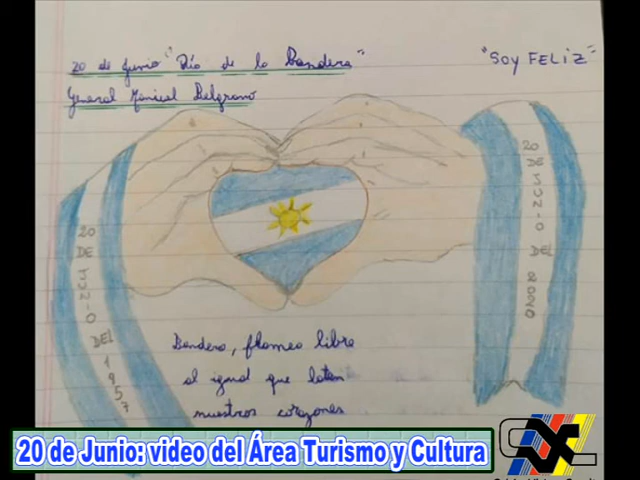 20 de Junio "Día de la Bandera"
"SOY FELIZ"
General Manuel Belgrano
20 DE JUNIO DEL 1957
20 DE JUNIO DEL 2020
Bandera, flamea libre
al igual que laten
nuestros corazones
20 de Junio: video del Área Turismo y Cultura